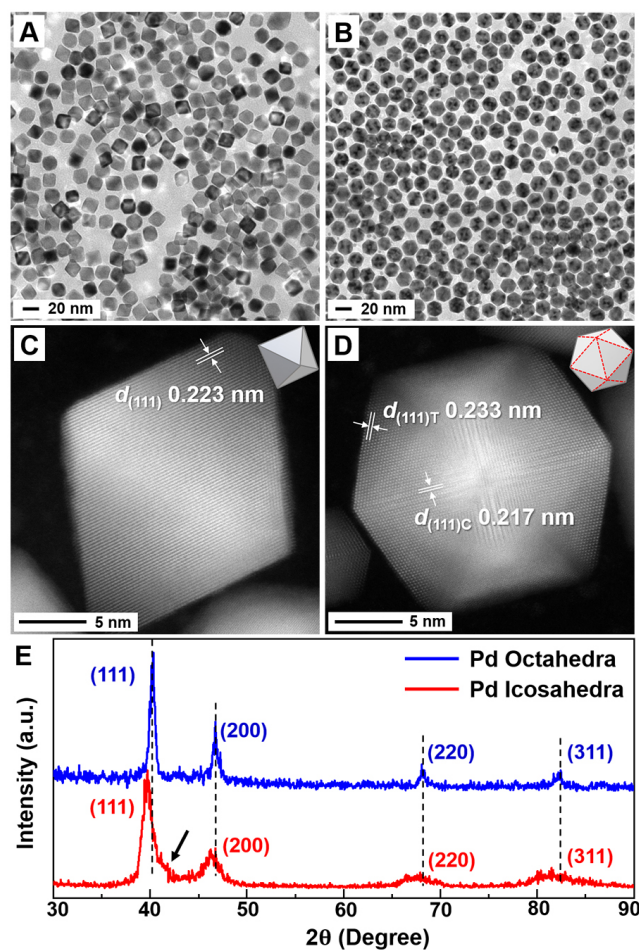 A
B
20 nm
20 nm
C
D
d(111) 0.223 nm
d(111)T 0.233 nm
d(111)C 0.217 nm
5 nm
5 nm
E
Pd Octahedra
Pd Icosahedra
(111)
(200)
(220)
(311)
(111)
(200)
(220)
(311)
Intensity (a.u.)
30 40 50 60 70 80 90
2θ (Degree)